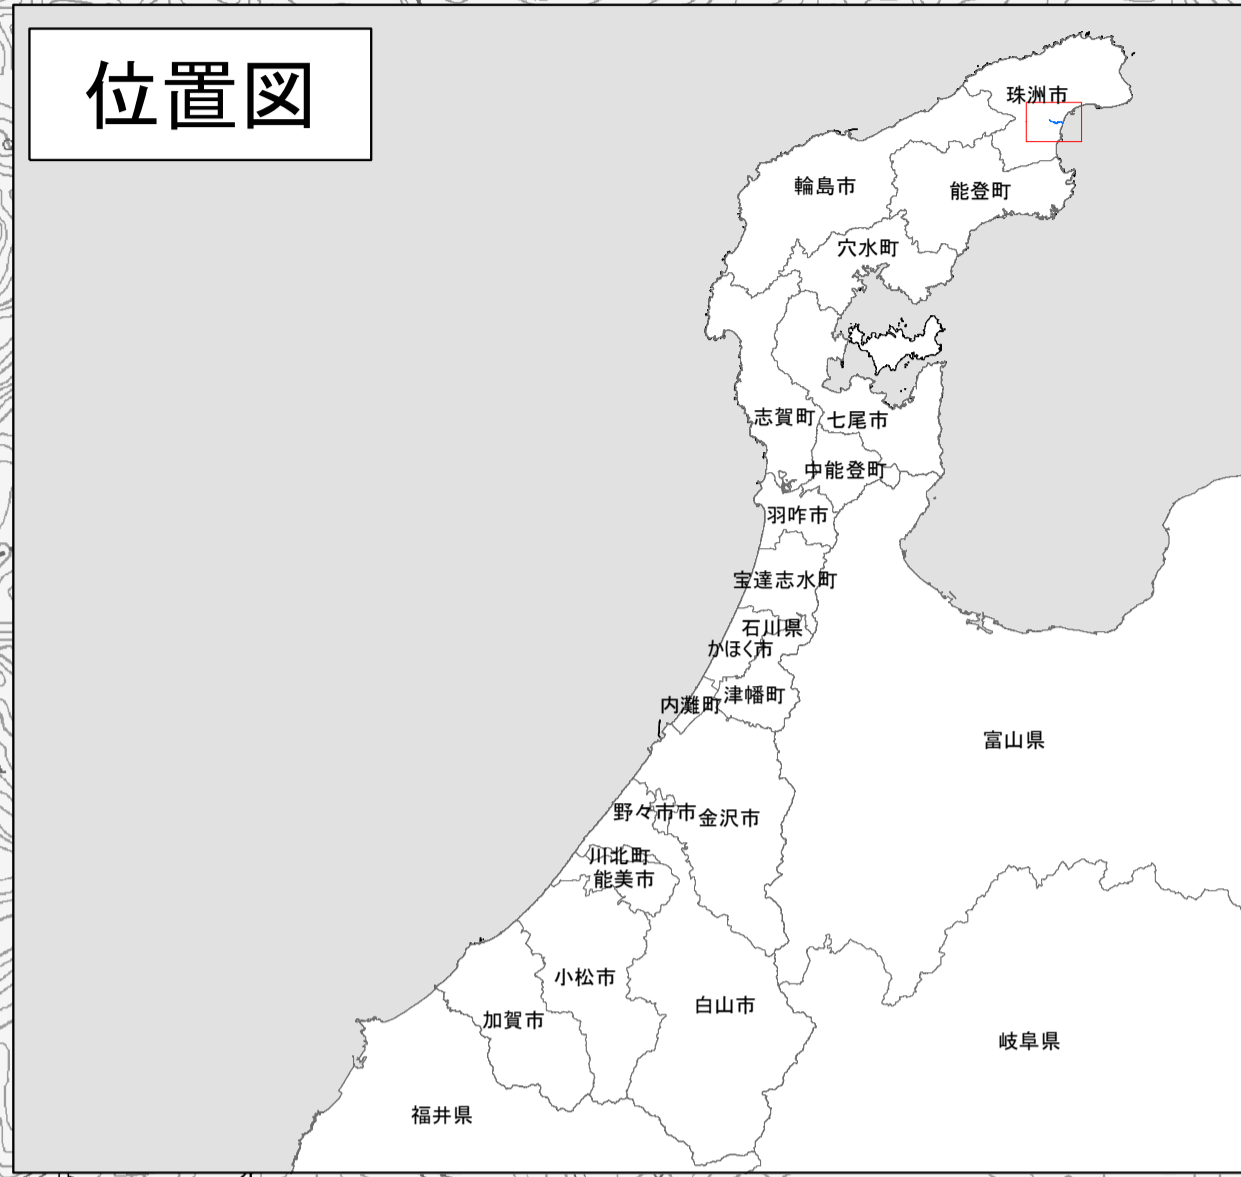 位置図
珠洲市
輪島市
能登町
穴水町
志賀町
七尾市
中能登町
羽咋市
宝達志水町
石川県
かほく市
津幡町
内灘町
富山県
野々市市
金沢市
川北町
能美市
小松市
白山市
加賀市
岐阜県
福井県